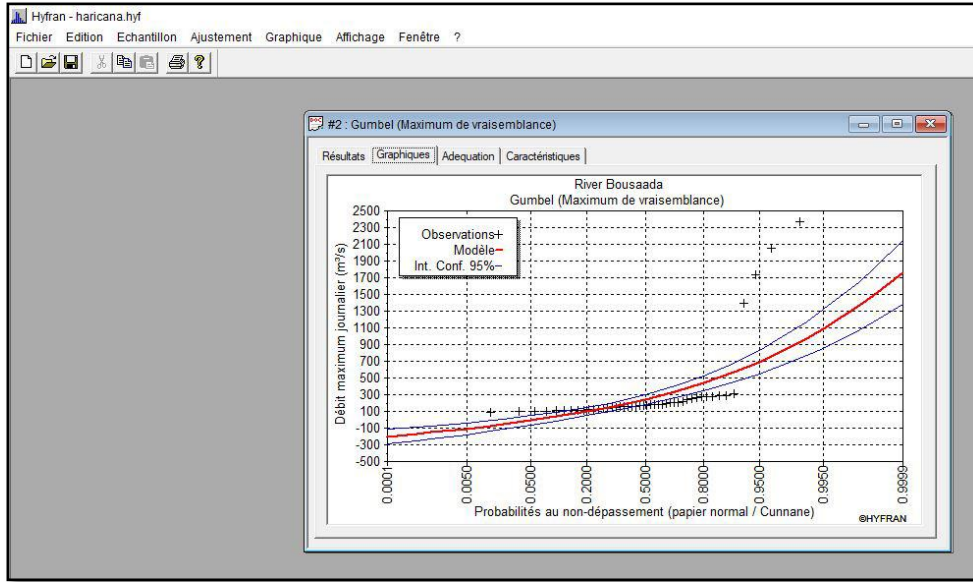 Hyfran - haricana.hyf
Fichier Edition Echantillon Ajustement Graphique Affichage Fenêtre ?
#2 : Gumbel (Maximum de vraisemblance)
Résultats Graphiques Adequation Caractéristiques
River Bousaada
Gumbel (Maximum de vraisemblance)
Débit maximum journalier (m³/s)
2500
2300
2100
1900
1700
1500
1300
1100
900
700
500
300
100
-100
-300
-500
Observations+
Modèle
Int. Conf. 95%
0.0001 0.0050 0.0500 0.2000 0.5000 0.8000 0.9500 0.9950 0.9999
Probabilités au non-dépassement (papier normal / Cunnane)
©HYFRAN